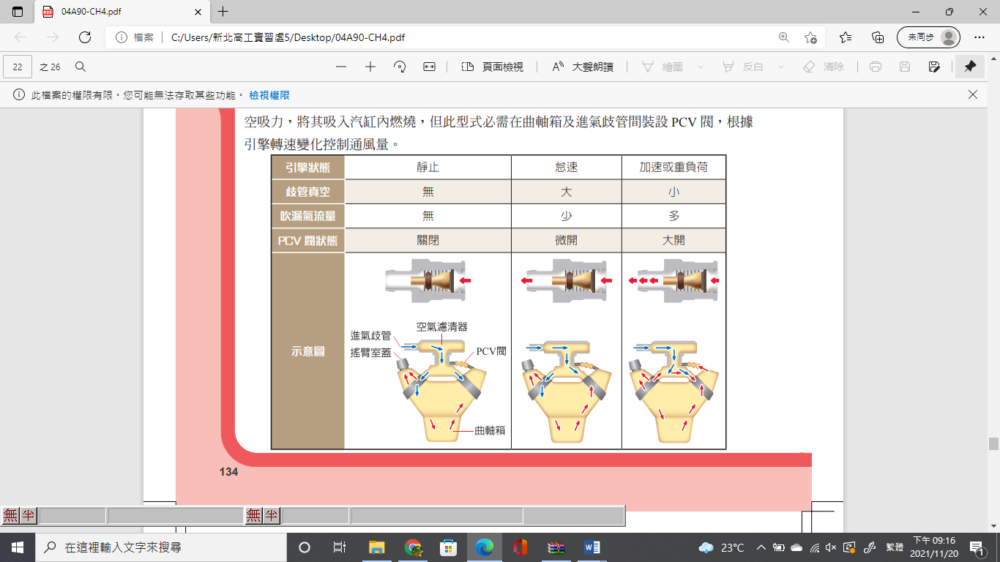 04A90-CH4.pdf
檔案 C:/Users/新北高工實習處5/Desktop/04A90-CH4.pdf 未同步
22 之 26 頁面檢視 大聲朗讀 繪圖 反白 清除
此檔案的權限有限。您可能無法存取某些功能。 檢視權限
空吸力，將其吸入汽缸內燃燒，但此型式必需在曲軸箱及進氣歧管間裝設 PCV 閥，根據
引擎轉速變化控制通風量。
引擎狀態 靜止 怠速 加速或重負荷
歧管真空 無 大 小
吹漏氣流量 無 少 多
PCV 閥狀態 關閉 微開 大開
示意圖
空氣濾清器
進氣歧管
搖臂室蓋
PCV閥
曲軸箱
134
無 半 無 半
在這裡輸入文字來搜尋
23°C
繁體
下午 09:16
2021/11/20
1